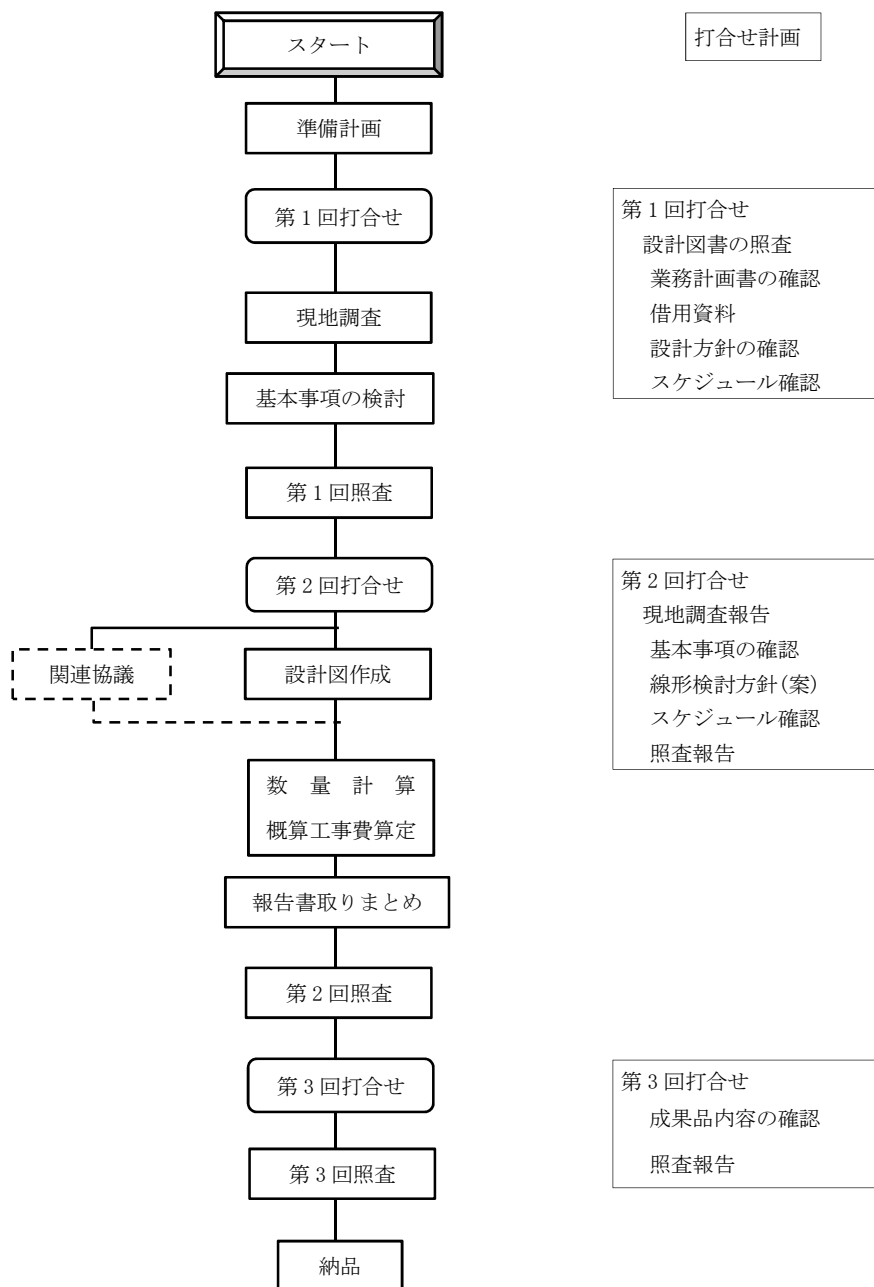 スタート
準備計画
第1回打合せ
現地調査
基本事項の検討
第1回照査
第2回打合せ
関連協議
設計図作成
数　量　計　算
概算工事費算定
報告書取りまとめ
第2回照査
第3回打合せ
第3回照査
納品
打合せ計画
第1回打合せ
設計図書の照査
業務計画書の確認
借用資料
設計方針の確認
スケジュール確認
第2回打合せ
現地調査報告
基本事項の確認
線形検討方針(案)
スケジュール確認
照査報告
第3回打合せ
成果品内容の確認
照査報告